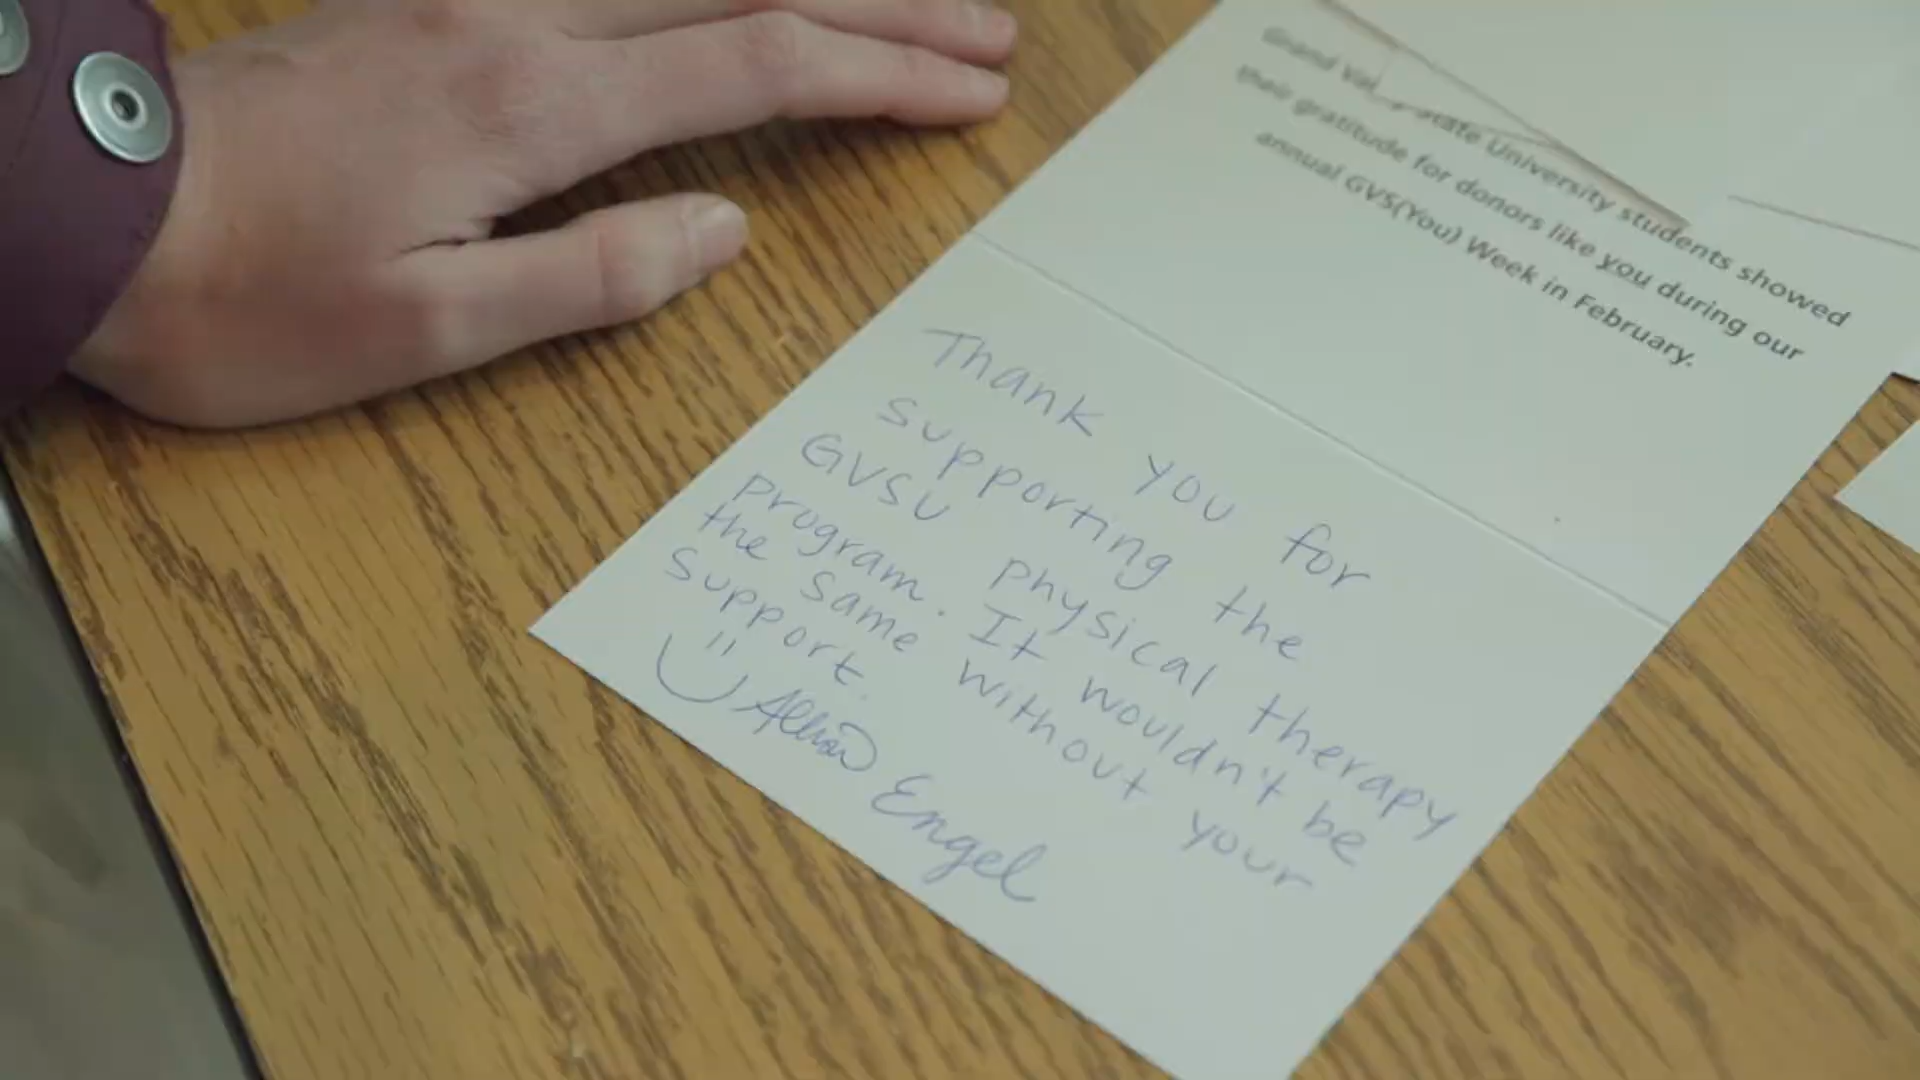 Grand Valley State University students showed
their gratitude for donors like you during our
annual GVS(You) Week in February.
Thank you for
supporting the
GVSU physical therapy
program. It wouldn't be
the same without your
support.
Allison Engel